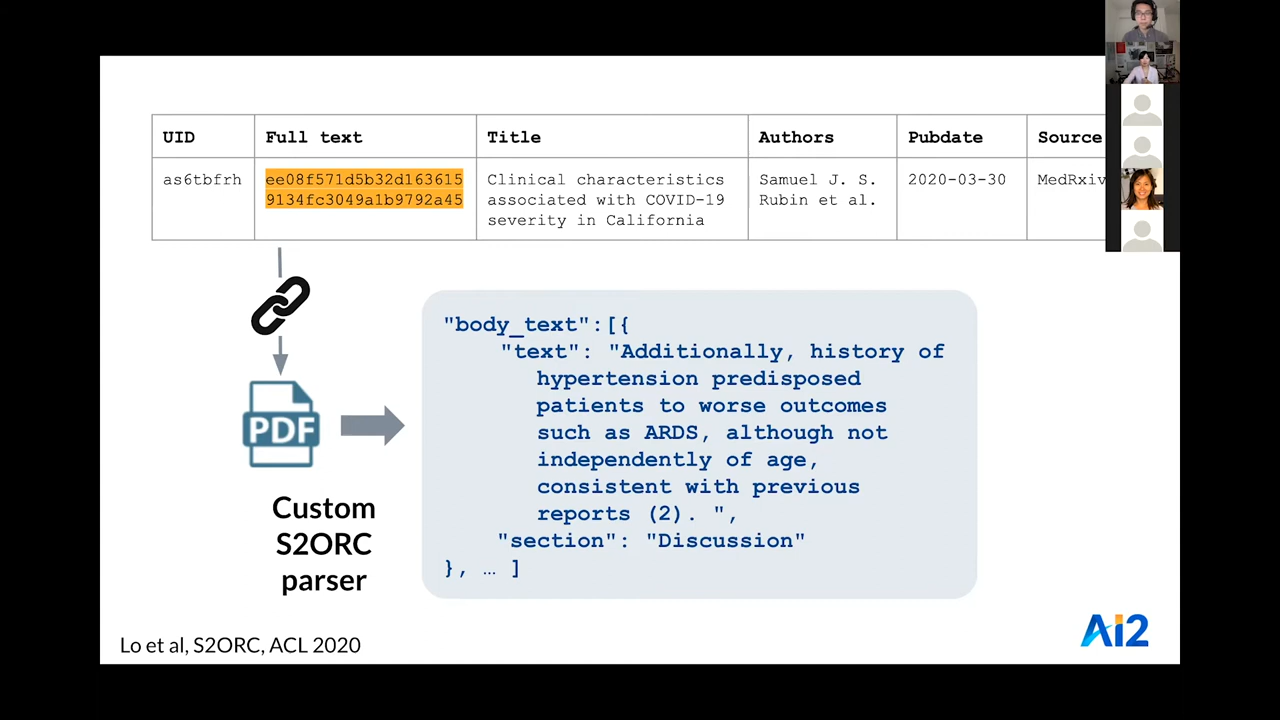 UID
Full text
Title
Authors
Pubdate
Source
as6tbfrh
ee08f571d5b32d163615
9134fc3049a1b9792a45
Clinical characteristics
associated with COVID-19
severity in California
Samuel J. S.
Rubin et al.
2020-03-30
MedRxiv
"body_text":[{
"text": "Additionally, history of
hypertension predisposed
patients to worse outcomes
such as ARDS, although not
independently of age,
consistent with previous
reports (2). ",
"section": "Discussion"
}, … ]
PDF
Custom
S2ORC
parser
Lo et al, S2ORC, ACL 2020
Ai2